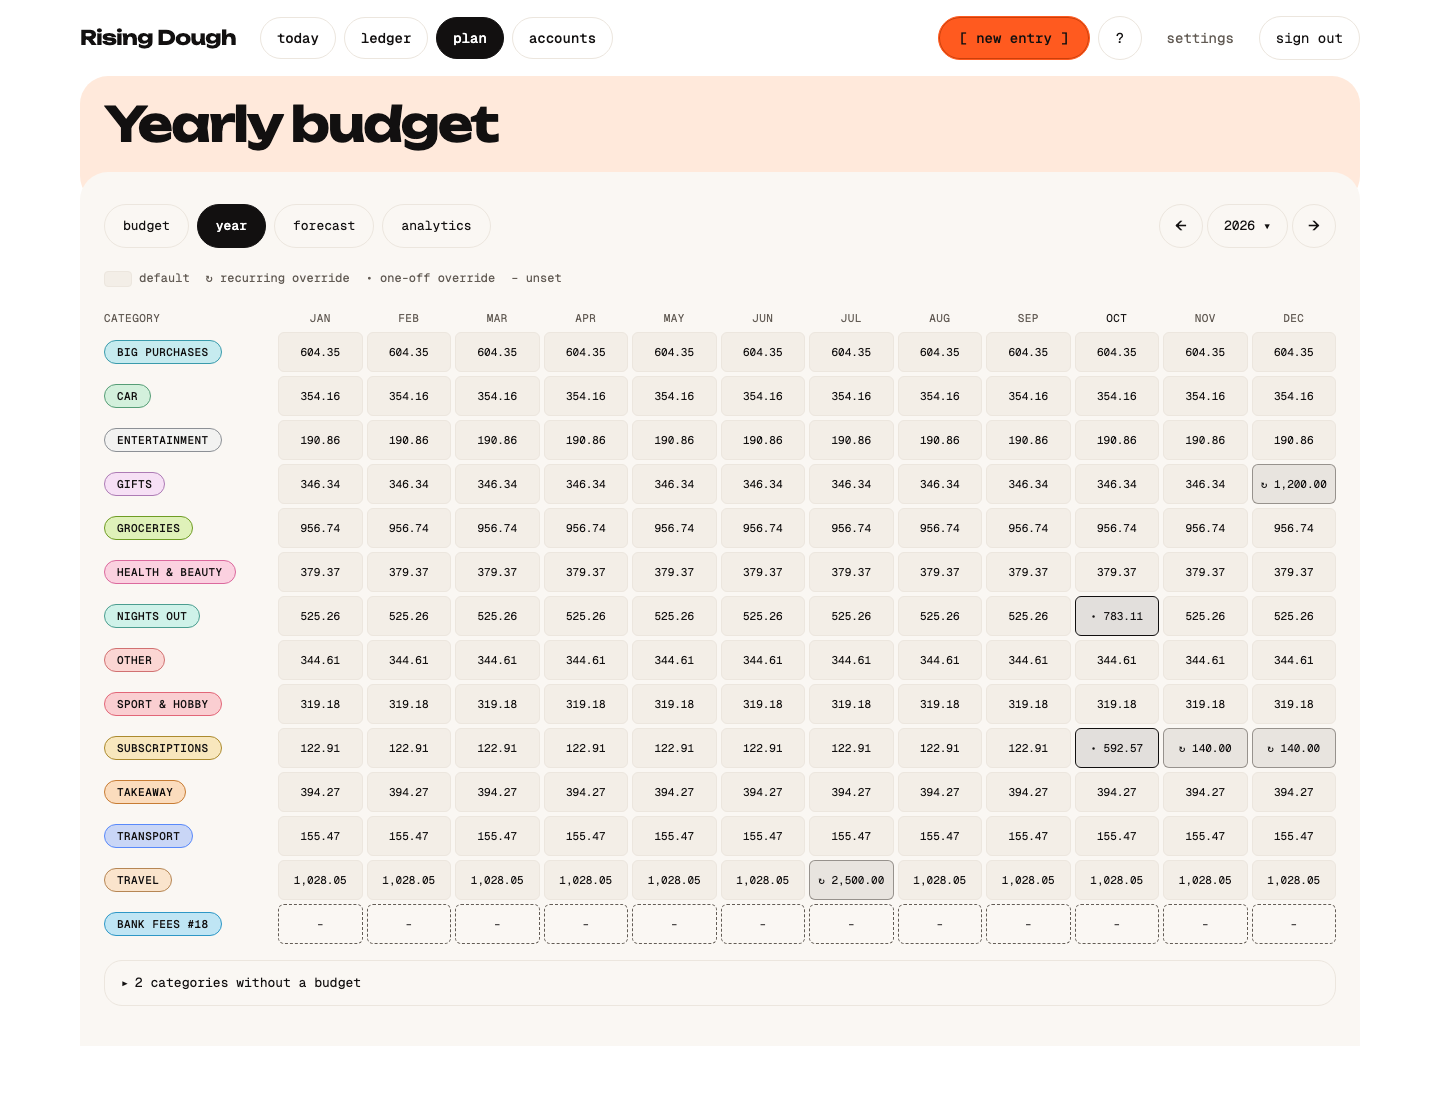 Rising Dough today ledger plan accounts [ new entry ] ? settings sign out
Yearly budget
budget year forecast analytics ← 2026 ▾ →
default ↻ recurring override • one-off override – unset
CATEGORY JAN FEB MAR APR MAY JUN JUL AUG SEP OCT NOV DEC
BIG PURCHASES 604.35 604.35 604.35 604.35 604.35 604.35 604.35 604.35 604.35 604.35 604.35 604.35
CAR 354.16 354.16 354.16 354.16 354.16 354.16 354.16 354.16 354.16 354.16 354.16 354.16
ENTERTAINMENT 190.86 190.86 190.86 190.86 190.86 190.86 190.86 190.86 190.86 190.86 190.86 190.86
GIFTS 346.34 346.34 346.34 346.34 346.34 346.34 346.34 346.34 346.34 346.34 346.34 ↻ 1,200.00
GROCERIES 956.74 956.74 956.74 956.74 956.74 956.74 956.74 956.74 956.74 956.74 956.74 956.74
HEALTH & BEAUTY 379.37 379.37 379.37 379.37 379.37 379.37 379.37 379.37 379.37 379.37 379.37 379.37
NIGHTS OUT 525.26 525.26 525.26 525.26 525.26 525.26 525.26 525.26 525.26 • 783.11 525.26 525.26
OTHER 344.61 344.61 344.61 344.61 344.61 344.61 344.61 344.61 344.61 344.61 344.61 344.61
SPORT & HOBBY 319.18 319.18 319.18 319.18 319.18 319.18 319.18 319.18 319.18 319.18 319.18 319.18
SUBSCRIPTIONS 122.91 122.91 122.91 122.91 122.91 122.91 122.91 122.91 122.91 • 592.57 ↻ 140.00 ↻ 140.00
TAKEAWAY 394.27 394.27 394.27 394.27 394.27 394.27 394.27 394.27 394.27 394.27 394.27 394.27
TRANSPORT 155.47 155.47 155.47 155.47 155.47 155.47 155.47 155.47 155.47 155.47 155.47 155.47
TRAVEL 1,028.05 1,028.05 1,028.05 1,028.05 1,028.05 1,028.05 ↻ 2,500.00 1,028.05 1,028.05 1,028.05 1,028.05 1,028.05
BANK FEES #18 – – – – – – – – – – – –
▸ 2 categories without a budget